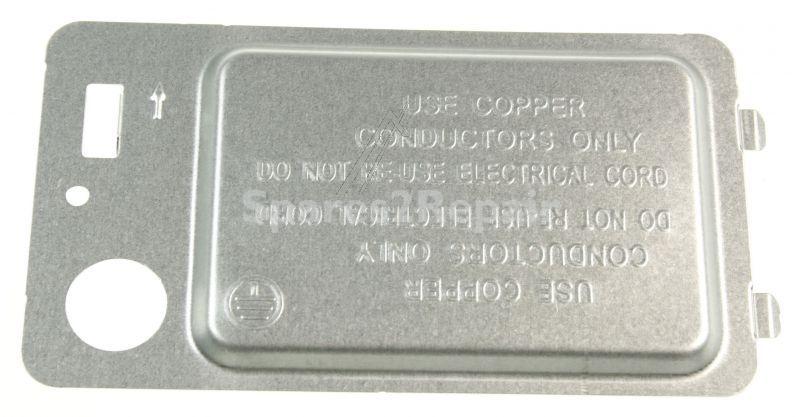 USE COPPER
CONDUCTORS ONLY
DO NOT RE-USE ELECTRICAL CORD
Spares2Repair
DO NOT RE-USE ELECTRICAL CORD
CONDUCTORS ONLY
USE COPPER